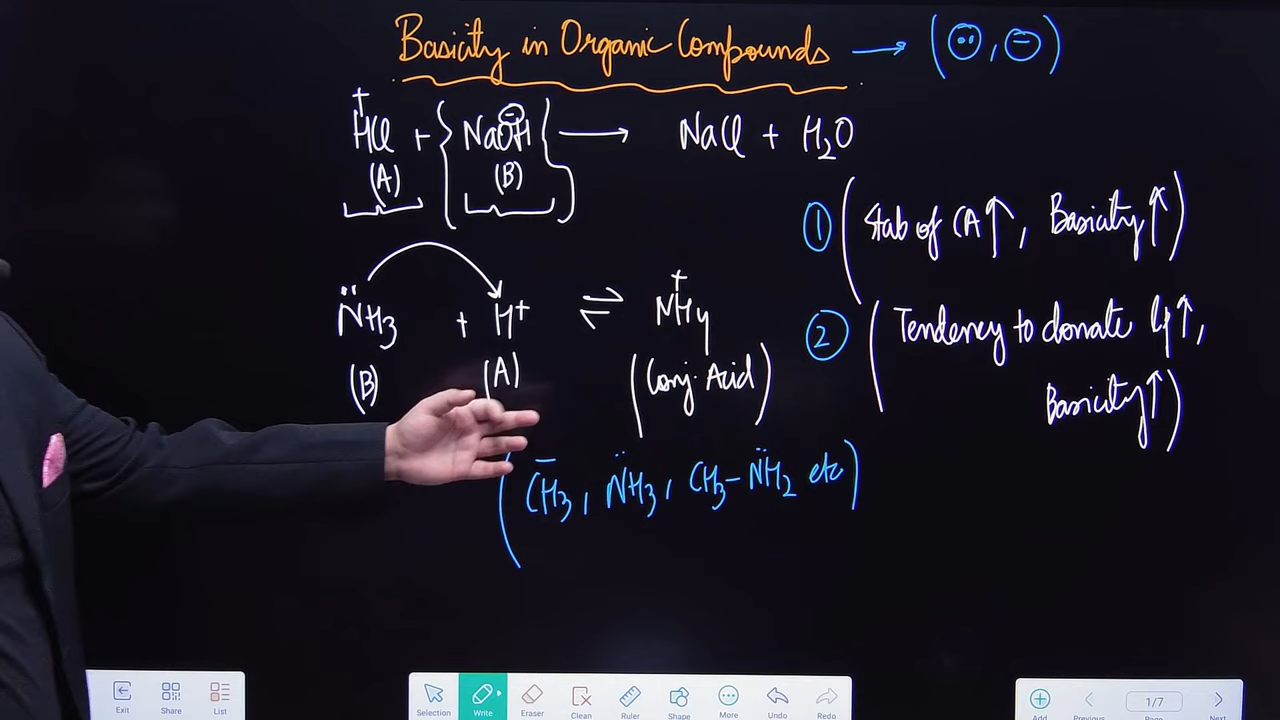 Basicity in Organic Compounds → (··, −)
+
HCl + {NaOH⊖} → NaCl + H2O
(A) (B)
① (Stab of CA↑, Basicity↑)
N̈H3 + H+ ⇌ N+H4
(B) (A) (Conj. Acid)
② (Tendency to donate lp↑,
Basicity↑)
(C̄H3, N̈H3, CH3-N̈H2 etc)
Exit Share List
Selection Write Eraser Clean Ruler Shape More Undo Redo
Add Previous 1/7 Page Next